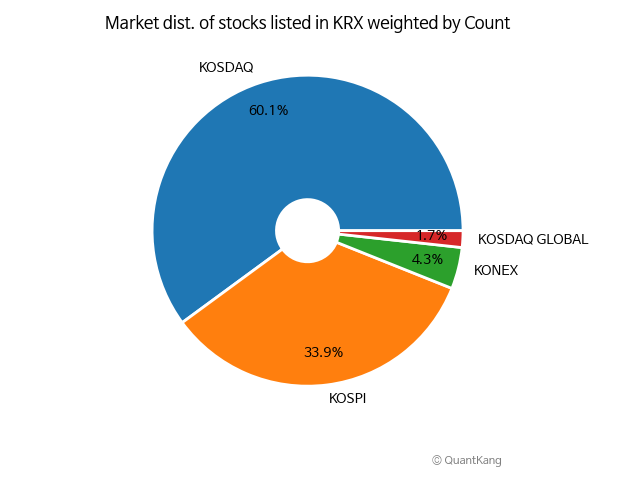 Market dist. of stocks listed in KRX weighted by Count
KOSDAQ
60.1%
1.7%
KOSDAQ GLOBAL
4.3%
KONEX
33.9%
KOSPI
© QuantKang